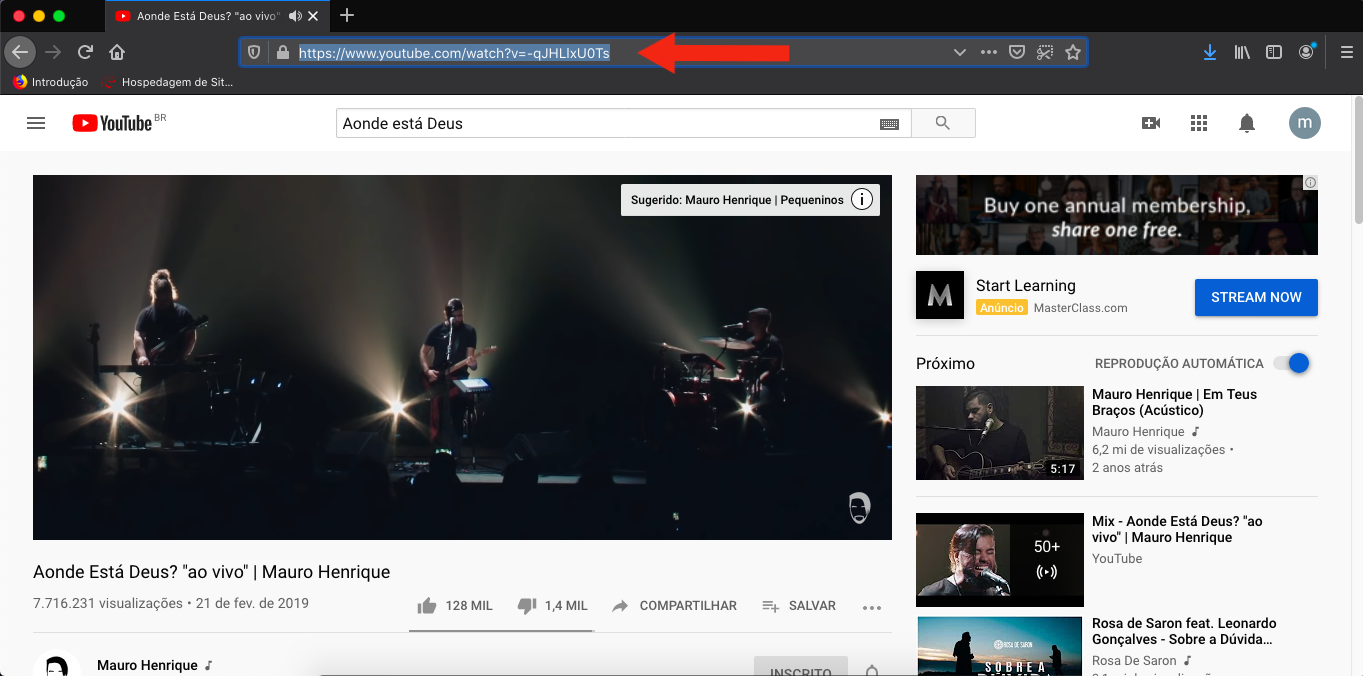 Aonde Está Deus? "ao vivo"
https://www.youtube.com/watch?v=-qJHLIxU0Ts
Introdução
Hospedagem de Sit...
YouTube BR
Aonde está Deus
m
Sugerido: Mauro Henrique | Pequeninos
Buy one annual membership,
share one free.
M
Start Learning
Anúncio MasterClass.com
STREAM NOW
Próximo
REPRODUÇÃO AUTOMÁTICA
Mauro Henrique | Em Teus
Braços (Acústico)
Mauro Henrique
6,2 mi de visualizações •
2 anos atrás
5:17
Mix - Aonde Está Deus? "ao
vivo" | Mauro Henrique
YouTube
50+
Rosa de Saron feat. Leonardo
Gonçalves - Sobre a Dúvida...
Rosa De Saron
ROSA DE SARON
SOBRE A
Aonde Está Deus? "ao vivo" | Mauro Henrique
7.716.231 visualizações • 21 de fev. de 2019
128 MIL
1,4 MIL
COMPARTILHAR
SALVAR
Mauro Henrique
INSCRITO